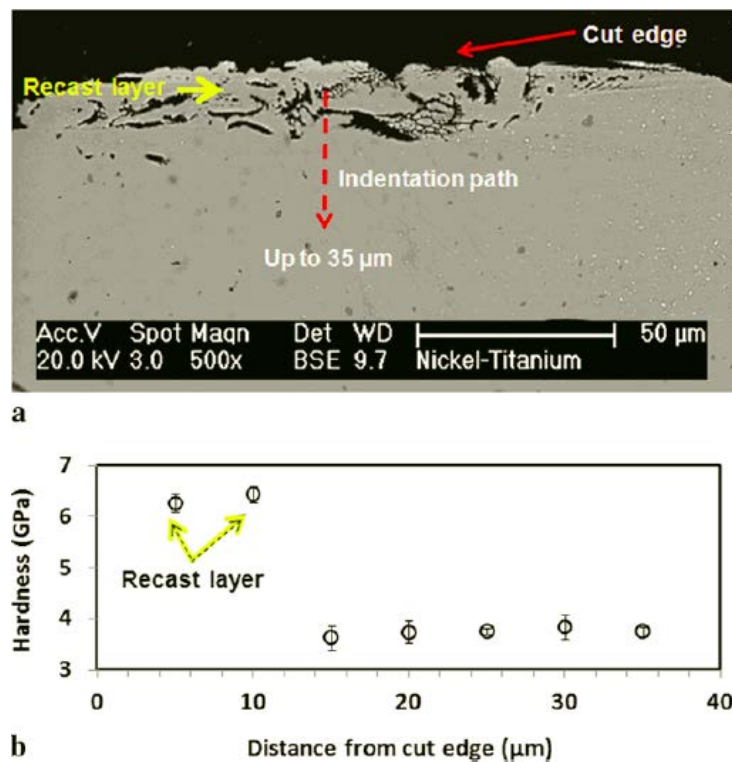 Cut edge
Recast layer
Indentation path
Up to 35 µm
Acc.V Spot Magn Det WD 50 µm
20.0 kV 3.0 500x BSE 9.7 Nickel-Titanium
a
7
6
5
4
3
Hardness (GPa)
Recast layer
0 10 20 30 40
b Distance from cut edge (µm)